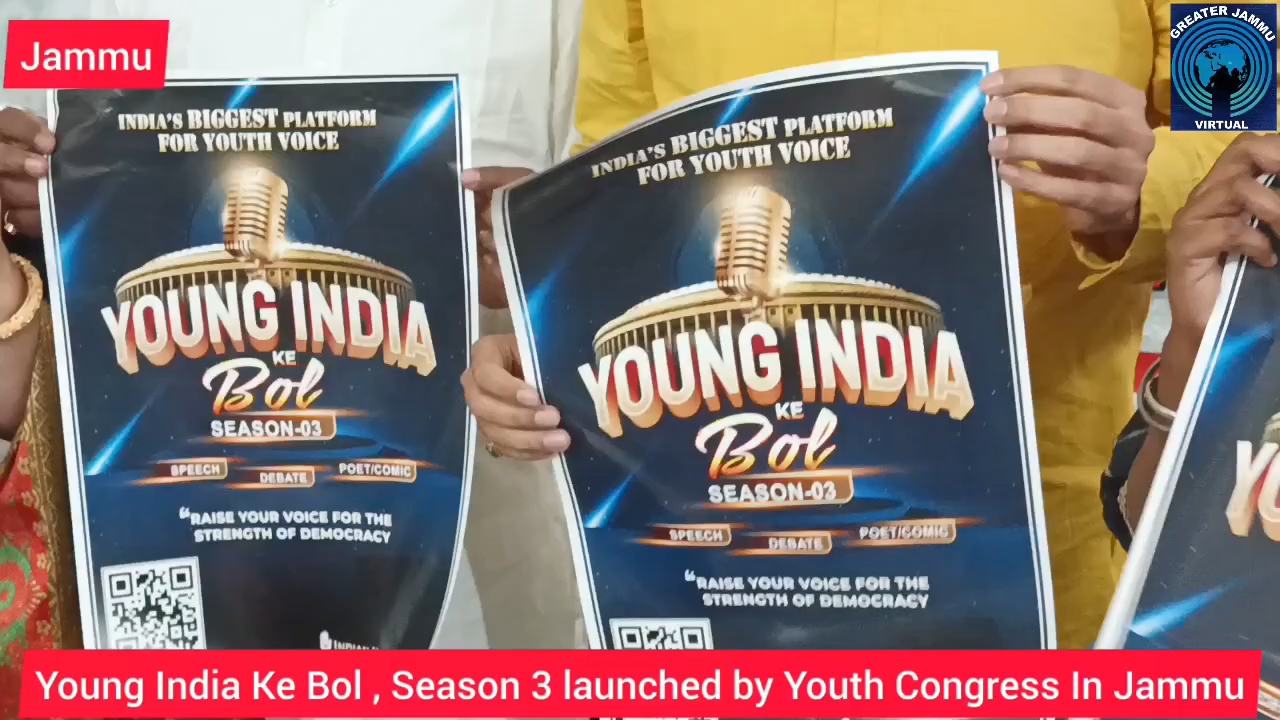 Jammu
GREATER JAMMU
VIRTUAL
INDIA'S BIGGEST PLATFORM
FOR YOUTH VOICE
YOUNG INDIA
KE
Bol
SEASON-03
SPEECH
DEBATE
POET/COMIC
“RAISE YOUR VOICE FOR THE
STRENGTH OF DEMOCRACY
INDIA'S BIGGEST PLATFORM
FOR YOUTH VOICE
YOUNG INDIA
KE
Bol
SEASON-03
SPEECH
DEBATE
POET/COMIC
“RAISE YOUR VOICE FOR THE
STRENGTH OF DEMOCRACY
Young India Ke Bol , Season 3 launched by Youth Congress In Jammu